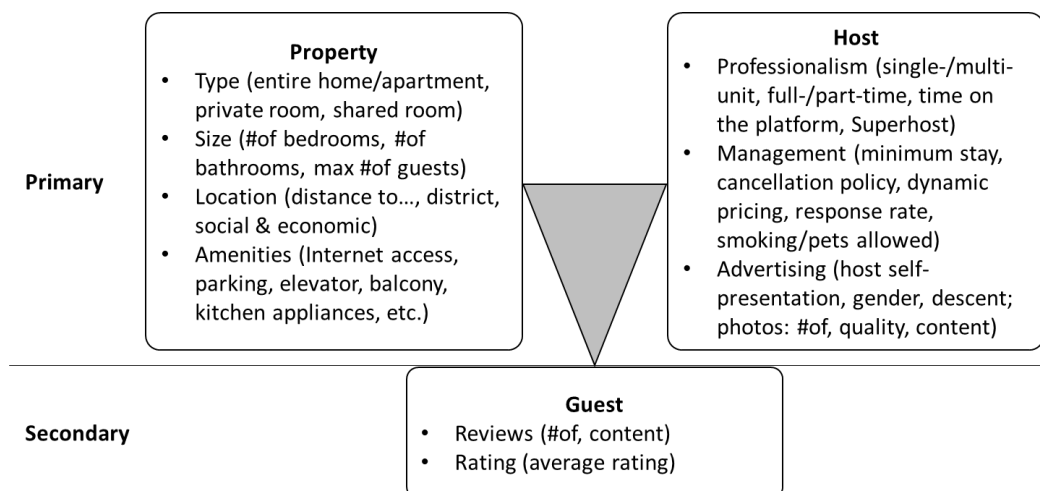 Primary
Property
• Type (entire home/apartment,
private room, shared room)
• Size (#of bedrooms, #of
bathrooms, max #of guests)
• Location (distance to…, district,
social & economic)
• Amenities (Internet access,
parking, elevator, balcony,
kitchen appliances, etc.)
Host
• Professionalism (single-/multi-
unit, full-/part-time, time on
the platform, Superhost)
• Management (minimum stay,
cancellation policy, dynamic
pricing, response rate,
smoking/pets allowed)
• Advertising (host self-
presentation, gender, descent;
photos: #of, quality, content)
Secondary
Guest
• Reviews (#of, content)
• Rating (average rating)